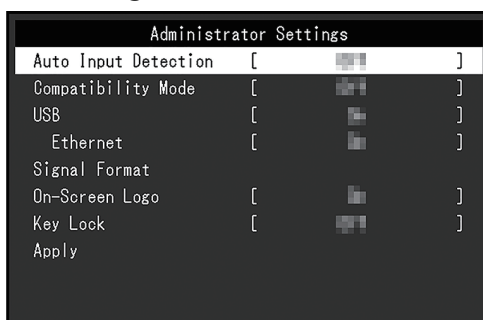 Administrator Settings
Auto Input Detection [ ]
Compatibility Mode [ ]
USB [ ]
Ethernet [ ]
Signal Format
On-Screen Logo [ ]
Key Lock [ ]
Apply